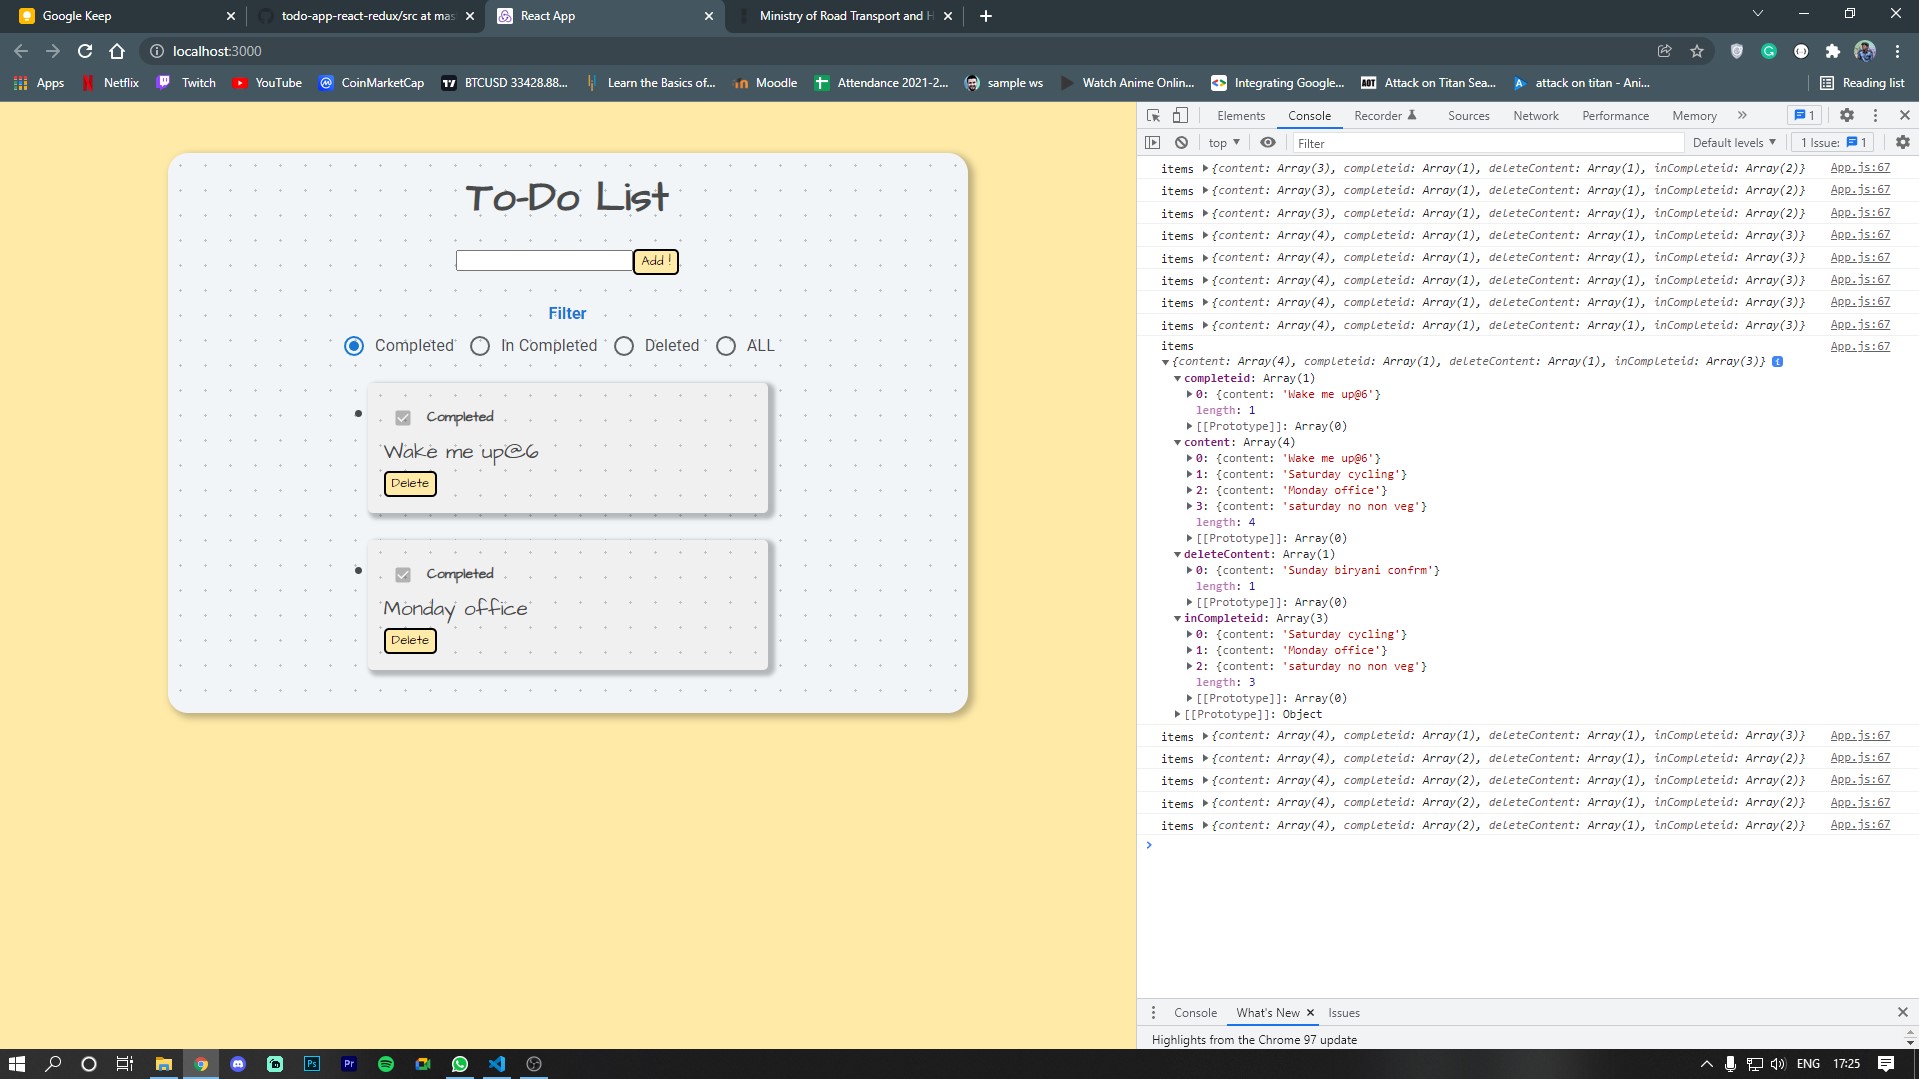 Google Keep
todo-app-react-redux/src at mas
React App
Ministry of Road Transport and H
localhost:3000
Apps
Netflix
Twitch
YouTube
CoinMarketCap
BTCUSD 33428.88...
Learn the Basics of...
Moodle
Attendance 2021-2...
sample ws
Watch Anime Online...
Integrating Google...
Attack on Titan Sea...
attack on titan - Ani...
Reading list
To-Do List
Add !
Filter
Completed
In Completed
Deleted
ALL
Completed
Wake me up@6
Delete
Completed
Monday office
Delete
Elements
Console
Recorder
Sources
Network
Performance
Memory
1
top
Filter
Default levels
1 Issue: 1
items {content: Array(3), completeid: Array(1), deleteContent: Array(1), inCompleteid: Array(2)} App.js:67
items {content: Array(3), completeid: Array(1), deleteContent: Array(1), inCompleteid: Array(2)} App.js:67
items {content: Array(3), completeid: Array(1), deleteContent: Array(1), inCompleteid: Array(2)} App.js:67
items {content: Array(4), completeid: Array(1), deleteContent: Array(1), inCompleteid: Array(3)} App.js:67
items {content: Array(4), completeid: Array(1), deleteContent: Array(1), inCompleteid: Array(3)} App.js:67
items {content: Array(4), completeid: Array(1), deleteContent: Array(1), inCompleteid: Array(3)} App.js:67
items {content: Array(4), completeid: Array(1), deleteContent: Array(1), inCompleteid: Array(3)} App.js:67
items {content: Array(4), completeid: Array(1), deleteContent: Array(1), inCompleteid: Array(3)} App.js:67
items App.js:67
{content: Array(4), completeid: Array(1), deleteContent: Array(1), inCompleteid: Array(3)} i
completeid: Array(1)
0: {content: 'Wake me up@6'}
length: 1
[[Prototype]]: Array(0)
content: Array(4)
0: {content: 'Wake me up@6'}
1: {content: 'Saturday cycling'}
2: {content: 'Monday office'}
3: {content: 'saturday no non veg'}
length: 4
[[Prototype]]: Array(0)
deleteContent: Array(1)
0: {content: 'Sunday biryani confrm'}
length: 1
[[Prototype]]: Array(0)
inCompleteid: Array(3)
0: {content: 'Saturday cycling'}
1: {content: 'Monday office'}
2: {content: 'saturday no non veg'}
length: 3
[[Prototype]]: Array(0)
[[Prototype]]: Object
items {content: Array(4), completeid: Array(1), deleteContent: Array(1), inCompleteid: Array(3)} App.js:67
items {content: Array(4), completeid: Array(2), deleteContent: Array(1), inCompleteid: Array(2)} App.js:67
items {content: Array(4), completeid: Array(2), deleteContent: Array(1), inCompleteid: Array(2)} App.js:67
items {content: Array(4), completeid: Array(2), deleteContent: Array(1), inCompleteid: Array(2)} App.js:67
items {content: Array(4), completeid: Array(2), deleteContent: Array(1), inCompleteid: Array(2)} App.js:67
Console
What's New
Issues
Highlights from the Chrome 97 update
ENG
17:25